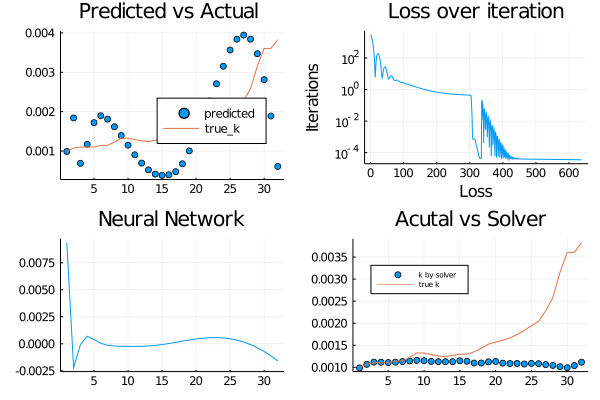 Predicted vs Actual
0.004
0.003
0.002
0.001
predicted
true_k
5 10 15 20 25 30
Loss over iteration
Iterations
10^2
10^0
10^-2
10^-4
0 100 200 300 400 500 600
Loss
Neural Network
0.0075
0.0050
0.0025
0.0000
-0.0025
5 10 15 20 25 30
Acutal vs Solver
0.0035
0.0030
0.0025
0.0020
0.0015
0.0010
k by solver
true k
5 10 15 20 25 30